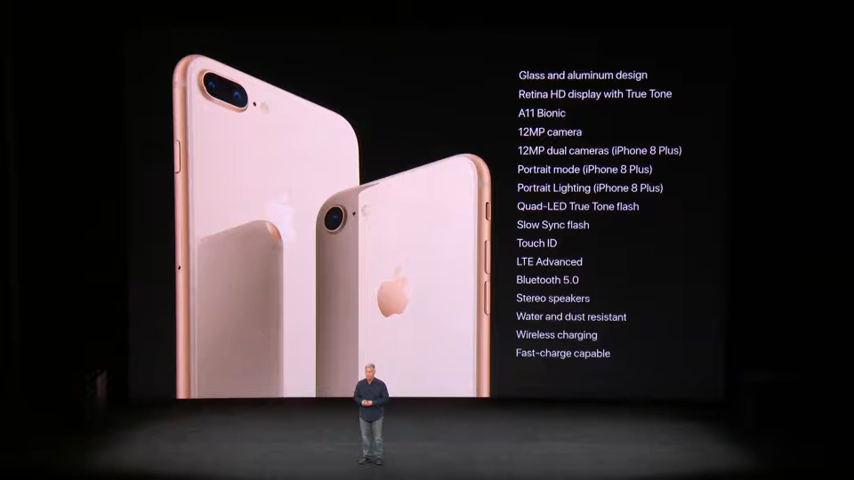 Glass and aluminum design
Retina HD display with True Tone
A11 Bionic
12MP camera
12MP dual cameras (iPhone 8 Plus)
Portrait mode (iPhone 8 Plus)
Portrait Lighting (iPhone 8 Plus)
Quad-LED True Tone flash
Slow Sync flash
Touch ID
LTE Advanced
Bluetooth 5.0
Stereo speakers
Water and dust resistant
Wireless charging
Fast-charge capable